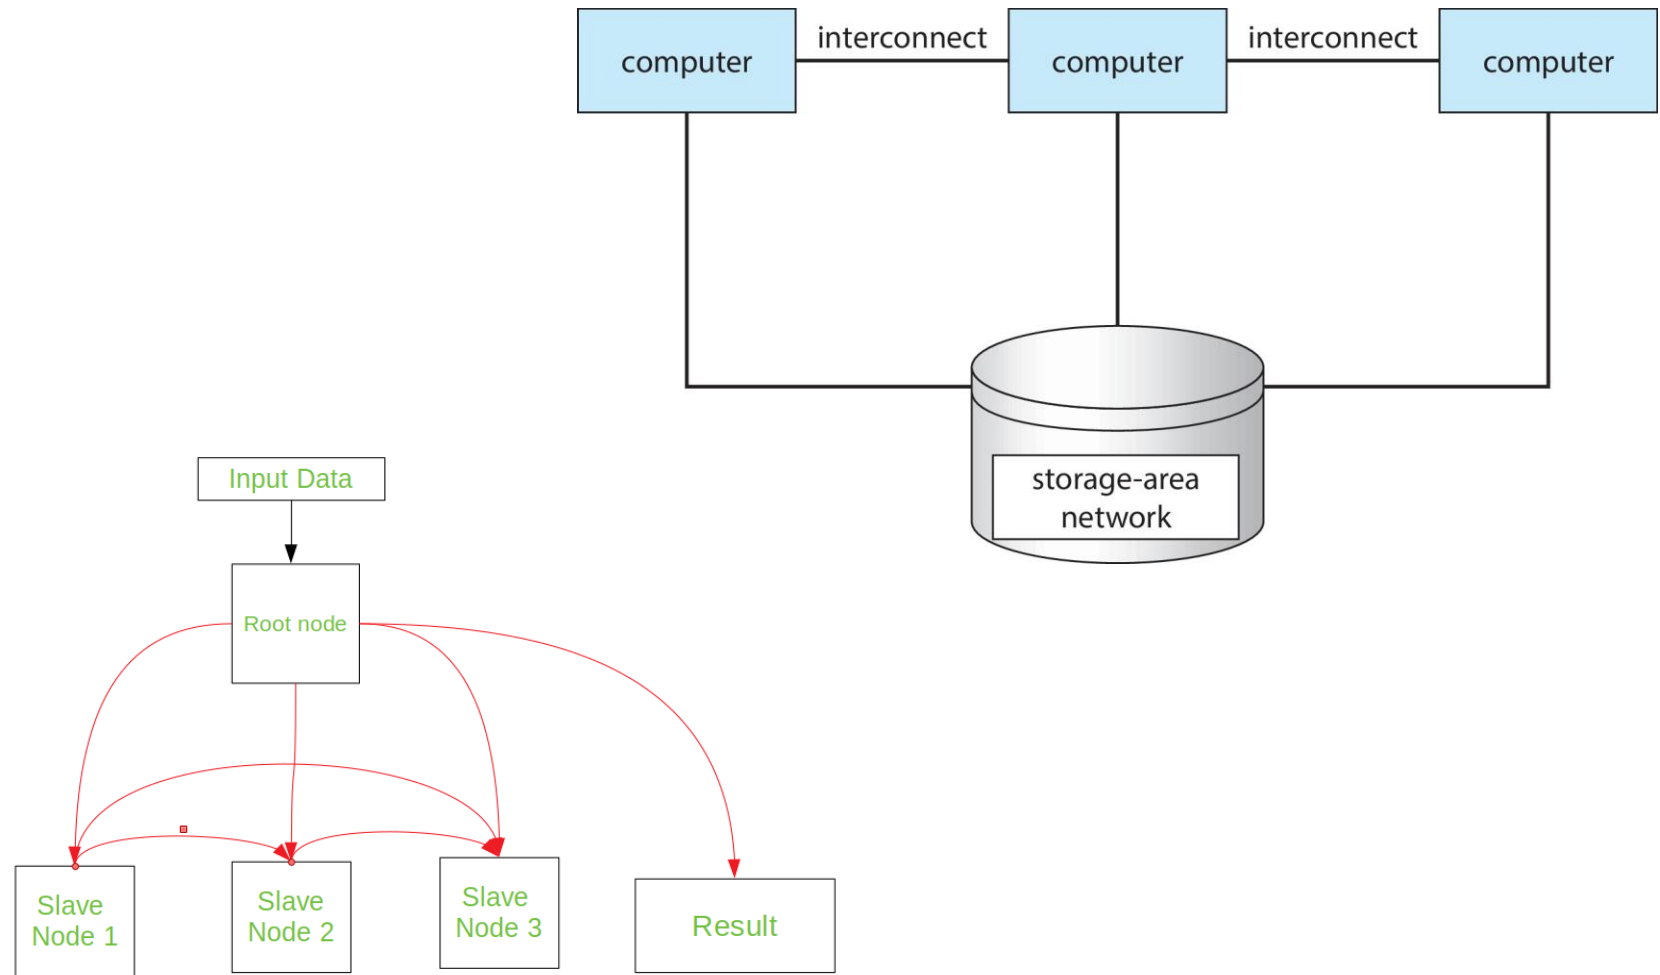 interconnect
interconnect
computer
computer
computer
storage-area
network
Input Data
Root node
Slave
Node 1
Slave
Node 2
Slave
Node 3
Result